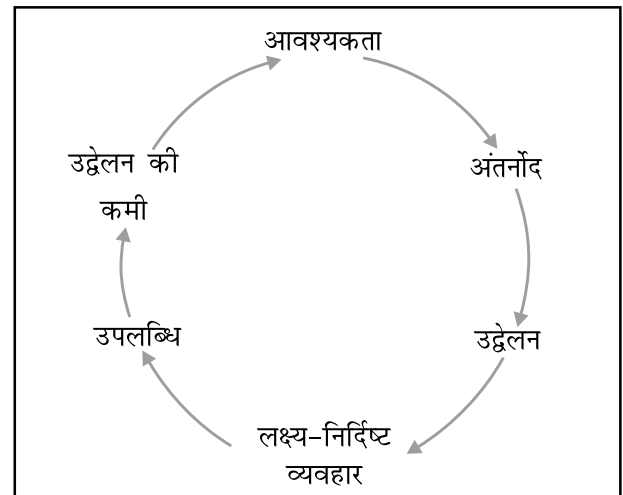 आवश्यकता
अंतर्नोद
उद्वेलन
लक्ष्य-निर्दिष्ट
व्यवहार
उपलब्धि
उद्वेलन की
कमी